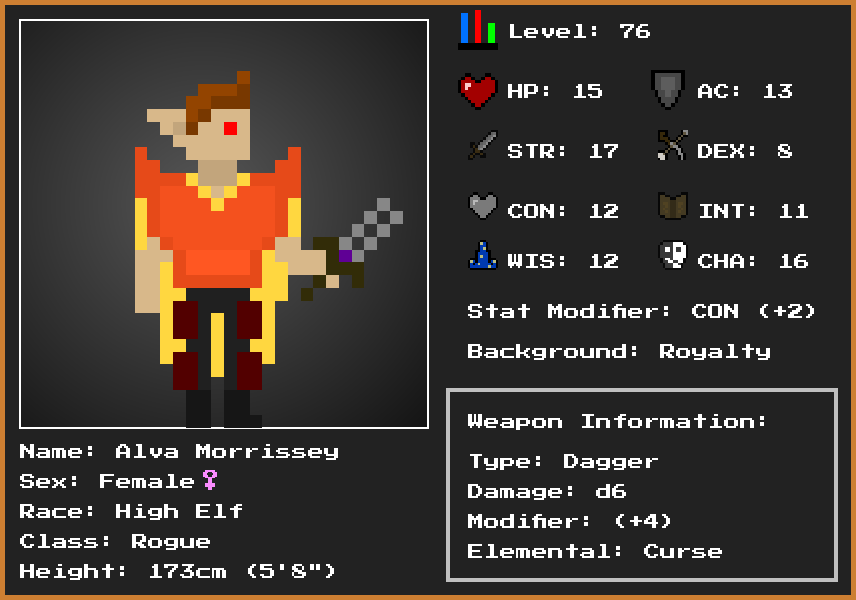 Level: 76
HP: 15 AC: 13
STR: 17 DEX: 8
CON: 12 INT: 11
WIS: 12 CHA: 16
Stat Modifier: CON (+2)
Background: Royalty
Weapon Information:
Type: Dagger
Damage: d6
Modifier: (+4)
Elemental: Curse
Name: Alva Morrissey
Sex: Female♀
Race: High Elf
Class: Rogue
Height: 173cm (5'8")